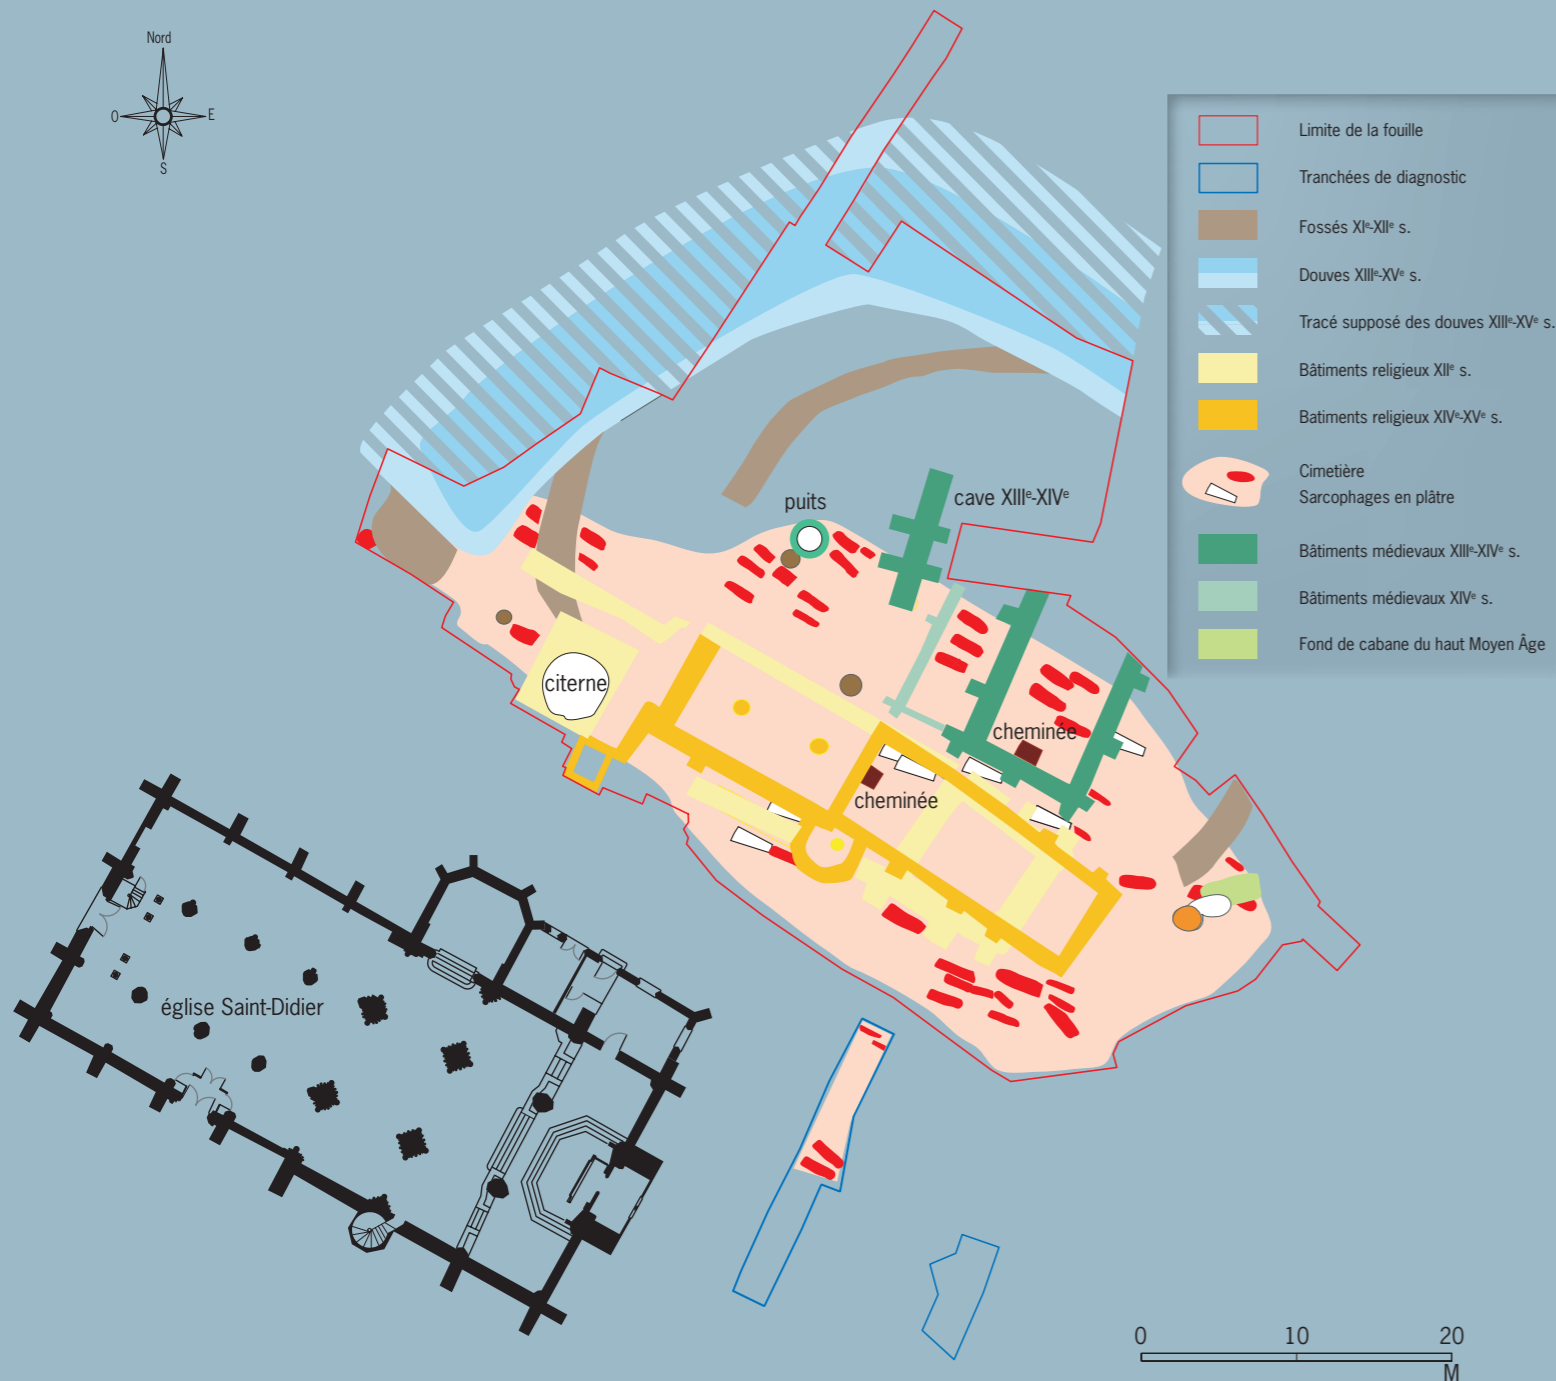 Nord
O
E
S
Limite de la fouille
Tranchées de diagnostic
Fossés XIe-XIIe s.
Douves XIIIe-XVe s.
Tracé supposé des douves XIIIe-XVe s.
Bâtiments religieux XIIe s.
Batiments religieux XIVe-XVe s.
Cimetière
Sarcophages en plâtre
Bâtiments médievaux XIIIe-XIVe s.
Bâtiments médievaux XIVe s.
Fond de cabane du haut Moyen Âge
puits
cave XIIIe-XIVe
citerne
cheminée
cheminée
église Saint-Didier
0 10 20
M